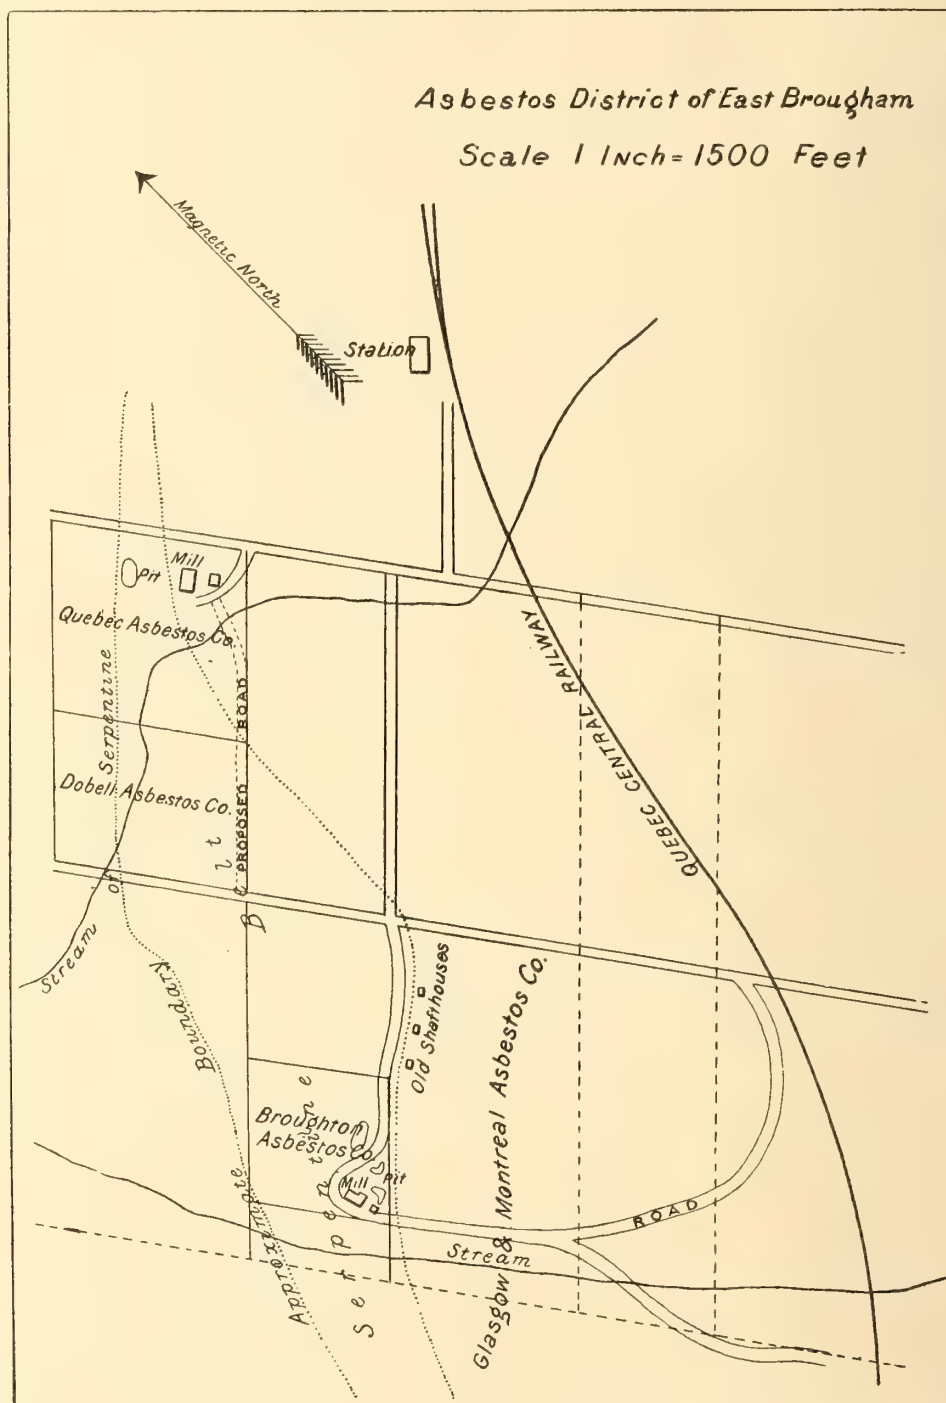 Asbestos District of East Brougham
Scale 1 Inch = 1500 Feet
Magnetic North
Station
Mill
Pit
Quebec Asbestos Co.
Serpentine
PROPOSED ROAD
Dobell Asbestos Co.
of
Stream
Boundary
Approximate
Serpentine Belt
QUEBEC CENTRAL RAILWAY
Old Shafthouses
Glasgow & Montreal Asbestos Co.
Broughton
Asbestos Co.
Mill
Pit
ROAD
Stream